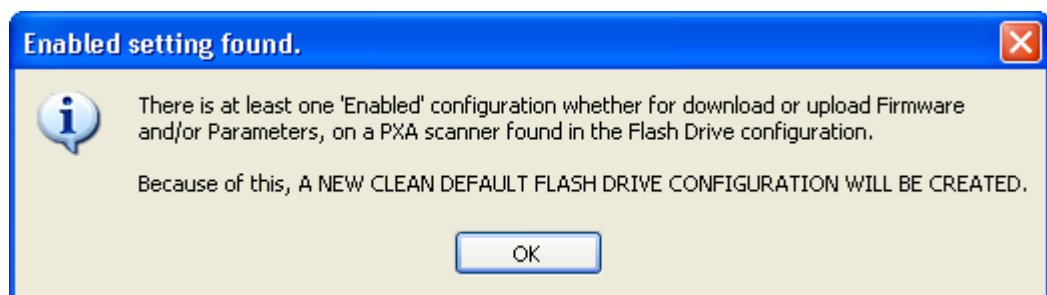 Enabled setting found.
There is at least one 'Enabled' configuration whether for download or upload Firmware
and/or Parameters, on a PXA scanner found in the Flash Drive configuration.
Because of this, A NEW CLEAN DEFAULT FLASH DRIVE CONFIGURATION WILL BE CREATED.
OK